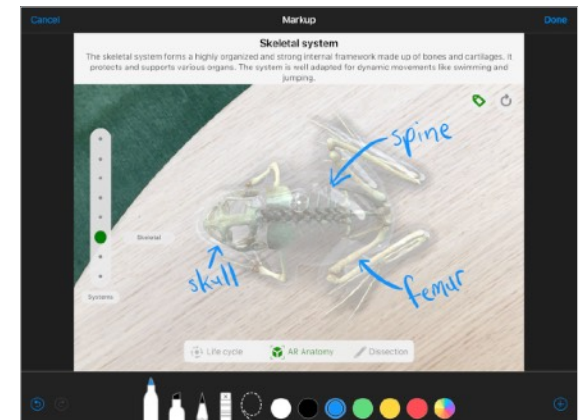 Cancel Markup Done
Skeletal system
The skeletal system forms a highly organized and strong internal framework made up of bones and cartilages. It
protects and supports various organs. The system is well adapted for dynamic movements like swimming and
jumping.
spine
Skeletal
skull
femur
Systems
Life cycle AR Anatomy Dissection